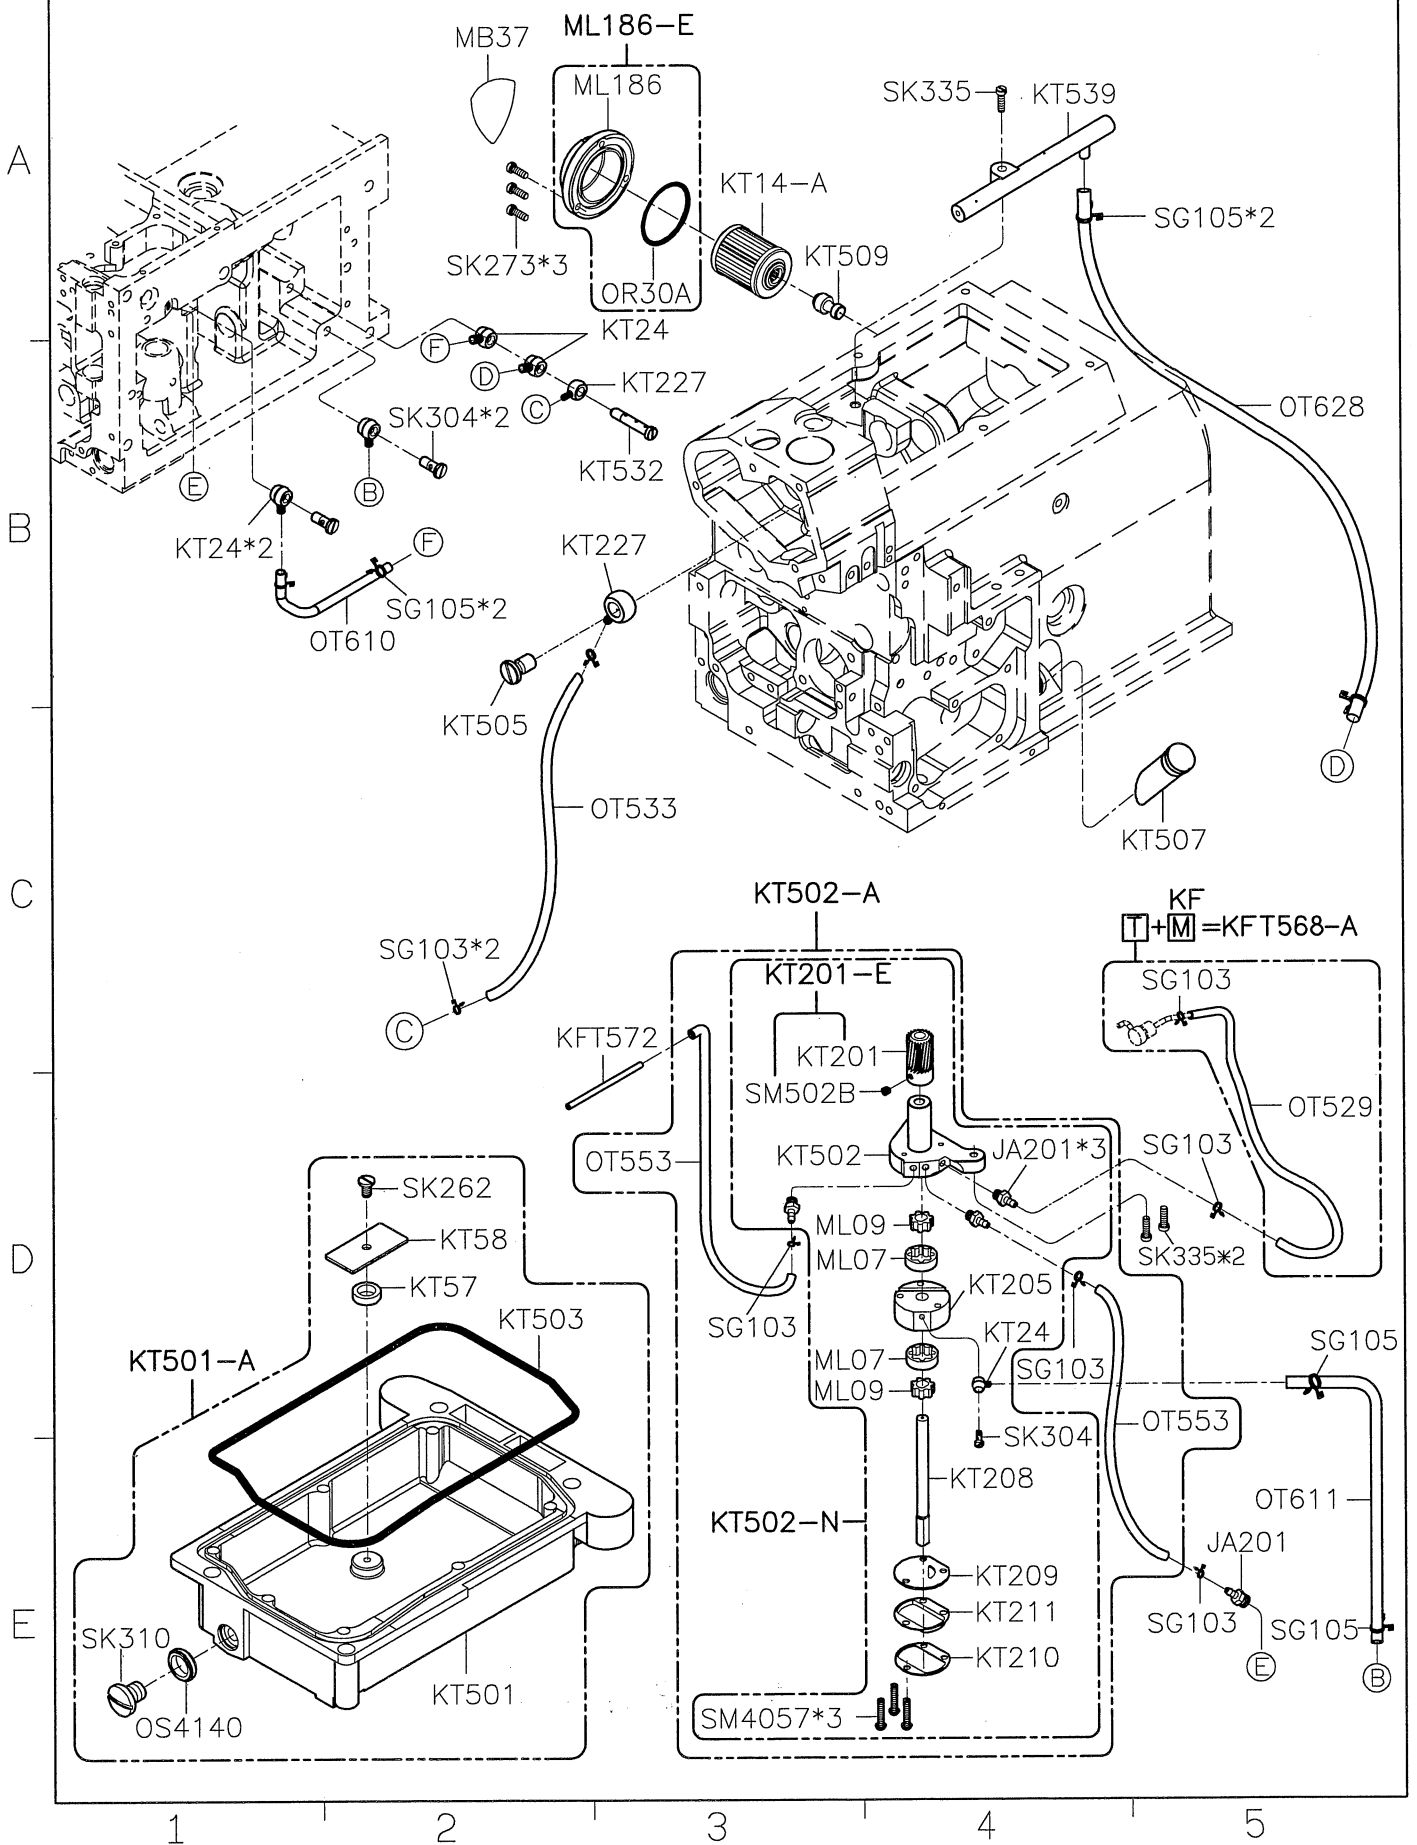 ML186-E
MB37
ML186
SK335
KT539
A
KT14-A
SG105*2
SK273*3
KT509
OR30A
KT24
F
D
KT227
C
SK304*2
OT628
KT532
E
B
B
KT24*2
F
KT227
SG105*2
OT610
KT505
D
OT533
KT507
C
KT502-A
KF
T+M=KFT568-A
SG103*2
KT201-E
SG103
C
KFT572
KT201
SM502B
OT529
OT553
KT502
JA201*3
SG103
SK262
ML09
D
KT58
ML07
SK335*2
KT57
KT205
KT503
SG103
KT24
SG105
KT501-A
ML07
SG103
ML09
OT553
SK304
KT208
OT611
KT502-N
JA201
KT209
E
KT211
SG103
SG105
SK310
KT210
E
B
KT501
SM4057*3
OS4140
1
2
3
4
5